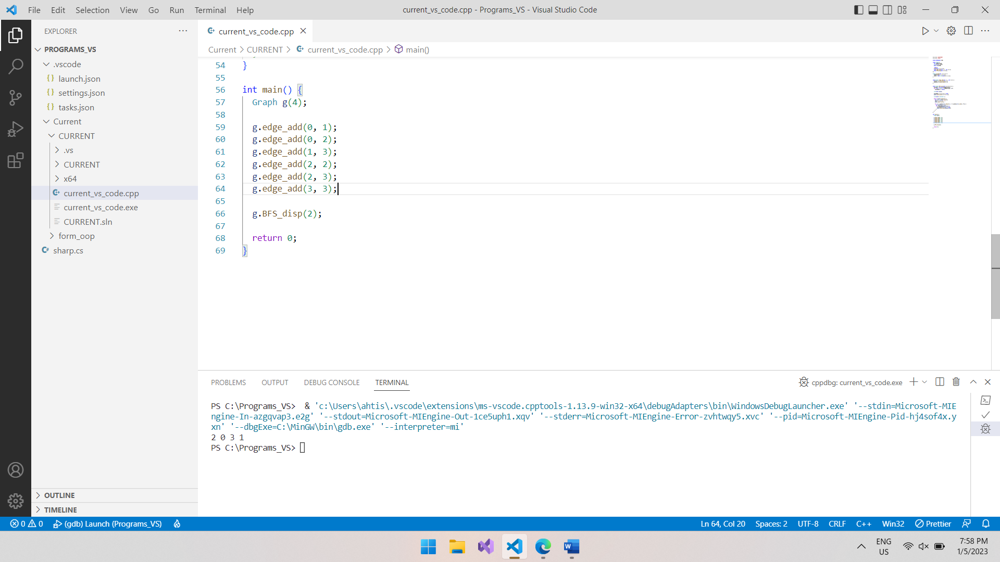 File Edit Selection View Go Run Terminal Help
current_vs_code.cpp - Programs_VS - Visual Studio Code
EXPLORER
PROGRAMS_VS
.vscode
launch.json
settings.json
tasks.json
Current
CURRENT
.vs
CURRENT
x64
current_vs_code.cpp
current_vs_code.exe
CURRENT.sln
form_oop
sharp.cs
OUTLINE
TIMELINE
current_vs_code.cpp
Current > CURRENT > current_vs_code.cpp > main()
54 }
55
56 int main() {
57 Graph g(4);
58
59 g.edge_add(0, 1);
60 g.edge_add(0, 2);
61 g.edge_add(1, 3);
62 g.edge_add(2, 2);
63 g.edge_add(2, 3);
64 g.edge_add(3, 3);
65
66 g.BFS_disp(2);
67
68 return 0;
69 }
PROBLEMS OUTPUT DEBUG CONSOLE TERMINAL
cppdbg: current_vs_code.exe
PS C:\Programs_VS>  & 'c:\Users\ahtis\.vscode\extensions\ms-vscode.cpptools-1.13.9-win32-x64\debugAdapters\bin\WindowsDebugLauncher.exe' '--stdin=Microsoft-MIE
ngine-In-azgqvap3.e2g' '--stdout=Microsoft-MIEngine-Out-1ce5uph1.xqv' '--stderr=Microsoft-MIEngine-Error-zvhtwqy5.xvc' '--pid=Microsoft-MIEngine-Pid-hj4sof4x.y
xn' '--dbgExe=C:\MinGW\bin\gdb.exe' '--interpreter=mi'
2 0 3 1
PS C:\Programs_VS>
0 0 (gdb) Launch (Programs_VS)
Ln 64, Col 20 Spaces: 2 UTF-8 CRLF C++ Win32 Prettier
ENG
US
7:58 PM
1/5/2023